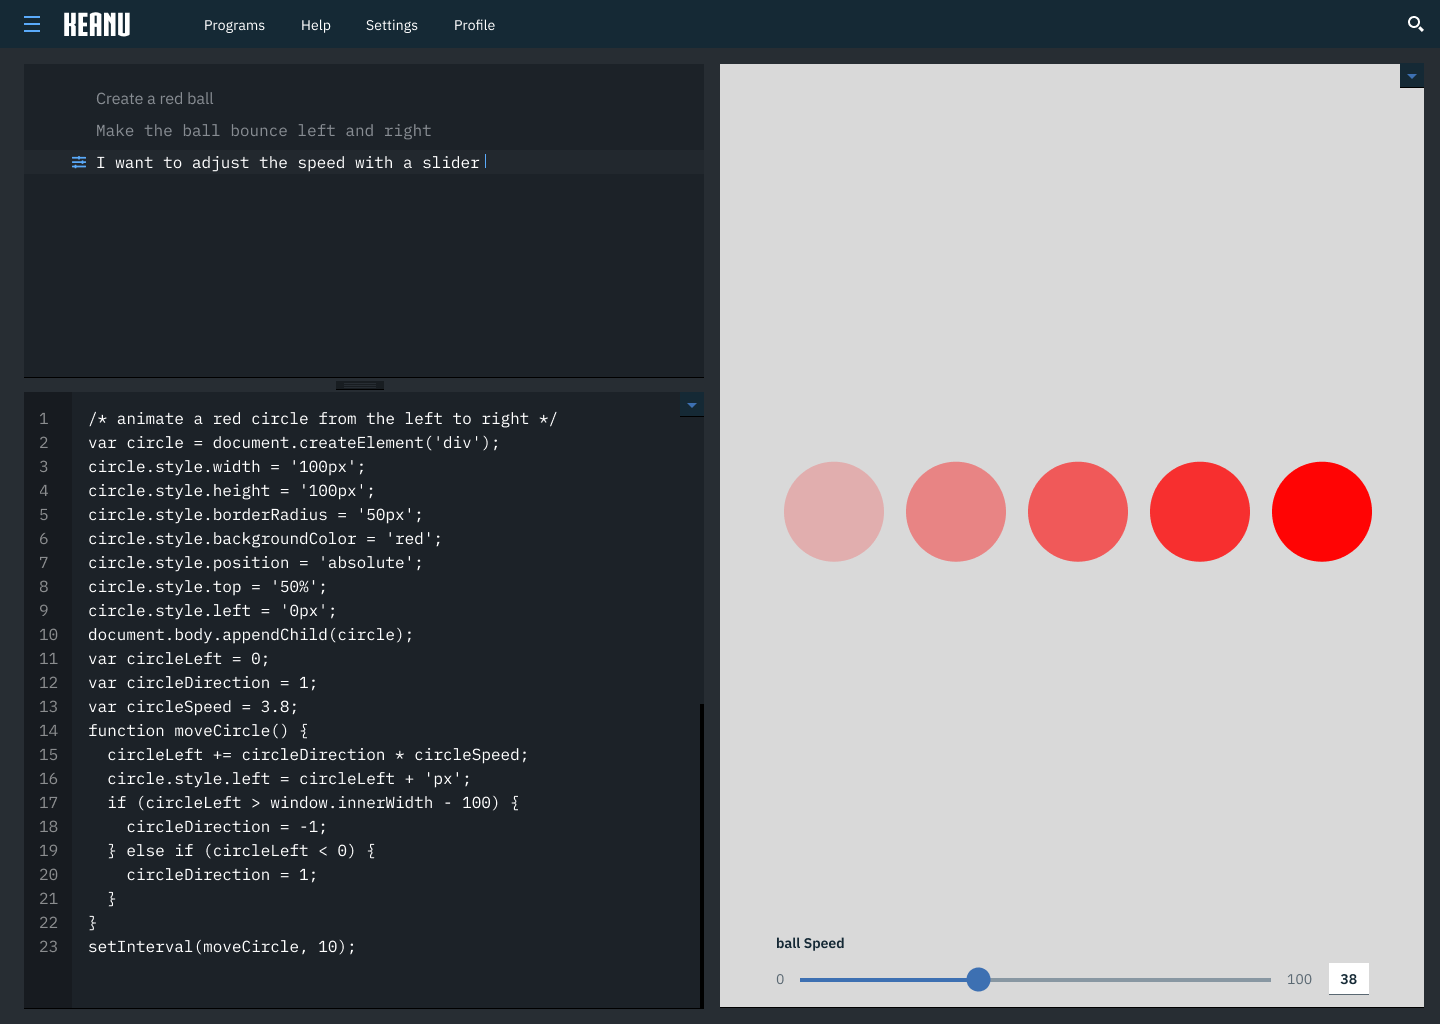 KEANU
Programs Help Settings Profile
Create a red ball
Make the ball bounce left and right
I want to adjust the speed with a slider
1 /* animate a red circle from the left to right */
2 var circle = document.createElement('div');
3 circle.style.width = '100px';
4 circle.style.height = '100px';
5 circle.style.borderRadius = '50px';
6 circle.style.backgroundColor = 'red';
7 circle.style.position = 'absolute';
8 circle.style.top = '50%';
9 circle.style.left = '0px';
10 document.body.appendChild(circle);
11 var circleLeft = 0;
12 var circleDirection = 1;
13 var circleSpeed = 3.8;
14 function moveCircle() {
15   circleLeft += circleDirection * circleSpeed;
16   circle.style.left = circleLeft + 'px';
17   if (circleLeft > window.innerWidth - 100) {
18     circleDirection = -1;
19   } else if (circleLeft < 0) {
20     circleDirection = 1;
21   }
22 }
23 setInterval(moveCircle, 10);
ball Speed
0 100 38